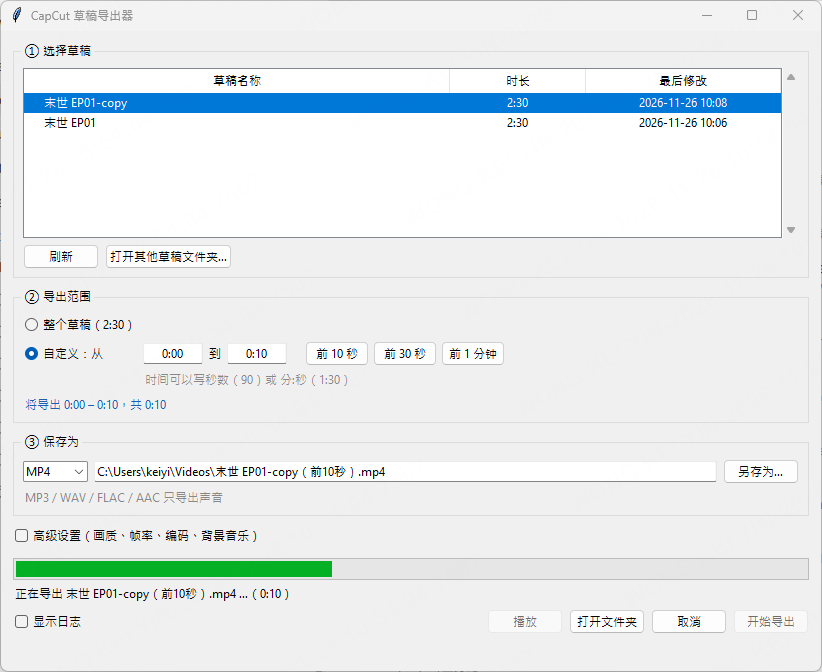 CapCut 草稿导出器
① 选择草稿
草稿名称 时长 最后修改
末世 EP01-copy 2:30 2026-11-26 10:08
末世 EP01 2:30 2026-11-26 10:06
刷新 打开其他草稿文件夹...
② 导出范围
整个草稿（2:30）
自定义：从 0:00 到 0:10 前 10 秒 前 30 秒 前 1 分钟
时间可以写秒数（90）或 分:秒（1:30）
将导出 0:00 – 0:10，共 0:10
③ 保存为
MP4 C:\Users\keiyi\Videos\末世 EP01-copy（前10秒）.mp4 另存为...
MP3 / WAV / FLAC / AAC 只导出声音
高级设置（画质、帧率、编码、背景音乐）
正在导出 末世 EP01-copy（前10秒）.mp4 ...（0:10）
显示日志 播放 打开文件夹 取消 开始导出